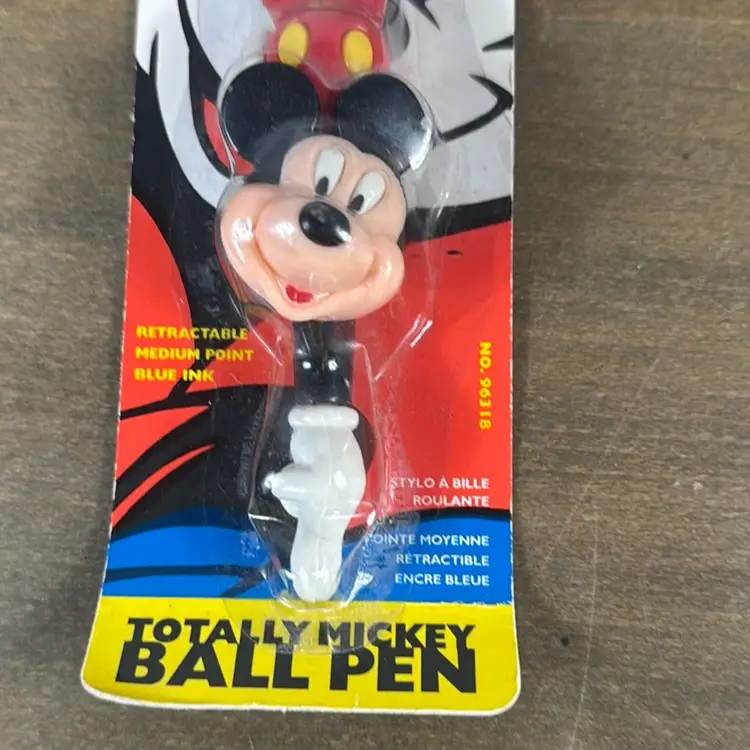 RETRACTABLE
MEDIUM POINT
BLUE INK
NO. 96318
STYLO À BILLE
ROULANTE
POINTE MOYENNE
RÉTRACTIBLE
ENCRE BLEUE
TOTALLY MICKEY
BALL PEN